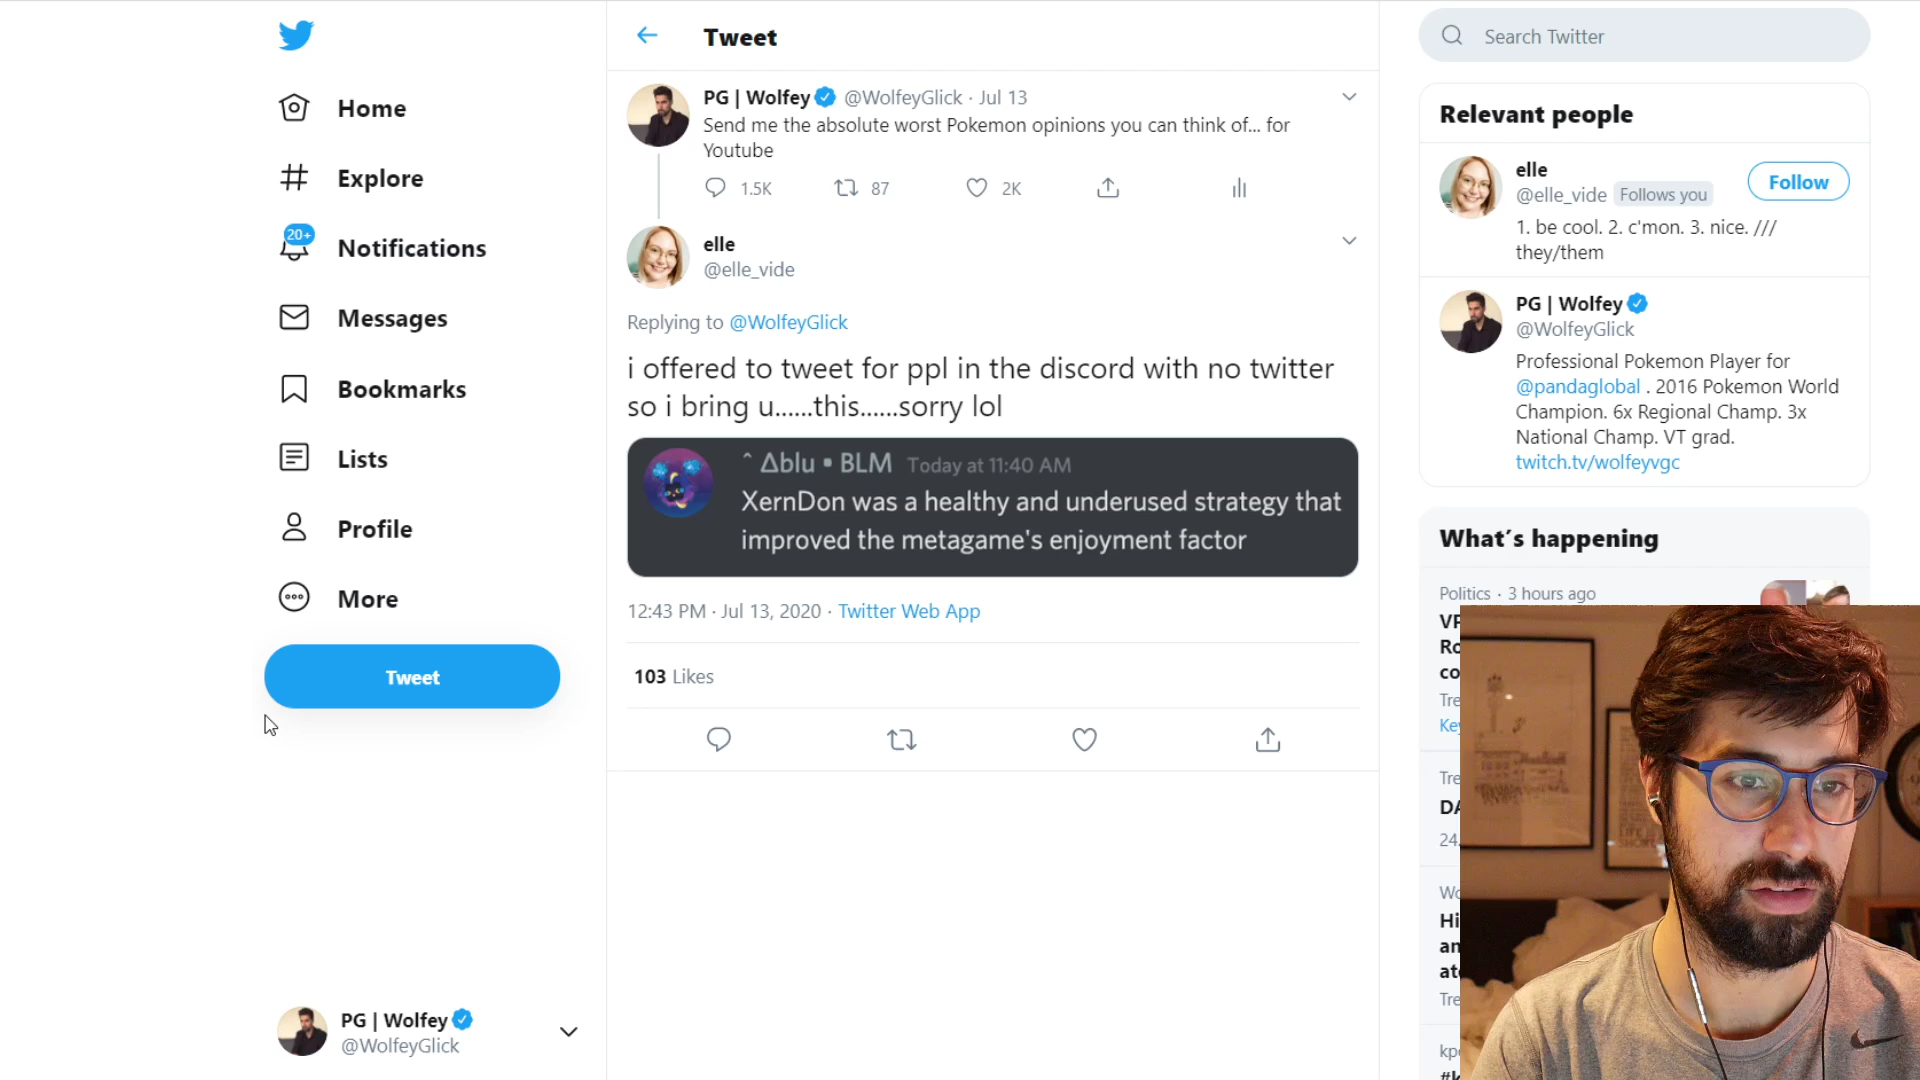 Home
Explore
20+
Notifications
Messages
Bookmarks
Lists
Profile
More
Tweet
PG | Wolfey
@WolfeyGlick
Tweet
PG | Wolfey @WolfeyGlick · Jul 13
Send me the absolute worst Pokemon opinions you can think of... for
Youtube
1.5K 87 2K
elle
@elle_vide
Replying to @WolfeyGlick
i offered to tweet for ppl in the discord with no twitter
so i bring u......this......sorry lol
^ Δblu ▪ BLM Today at 11:40 AM
XernDon was a healthy and underused strategy that
improved the metagame's enjoyment factor
12:43 PM · Jul 13, 2020 · Twitter Web App
103 Likes
Search Twitter
Relevant people
elle
@elle_vide Follows you
Follow
1. be cool. 2. c'mon. 3. nice. ///
they/them
PG | Wolfey
@WolfeyGlick
Professional Pokemon Player for
@pandaglobal . 2016 Pokemon World
Champion. 6x Regional Champ. 3x
National Champ. VT grad.
twitch.tv/wolfeyvgc
What's happening
Politics · 3 hours ago